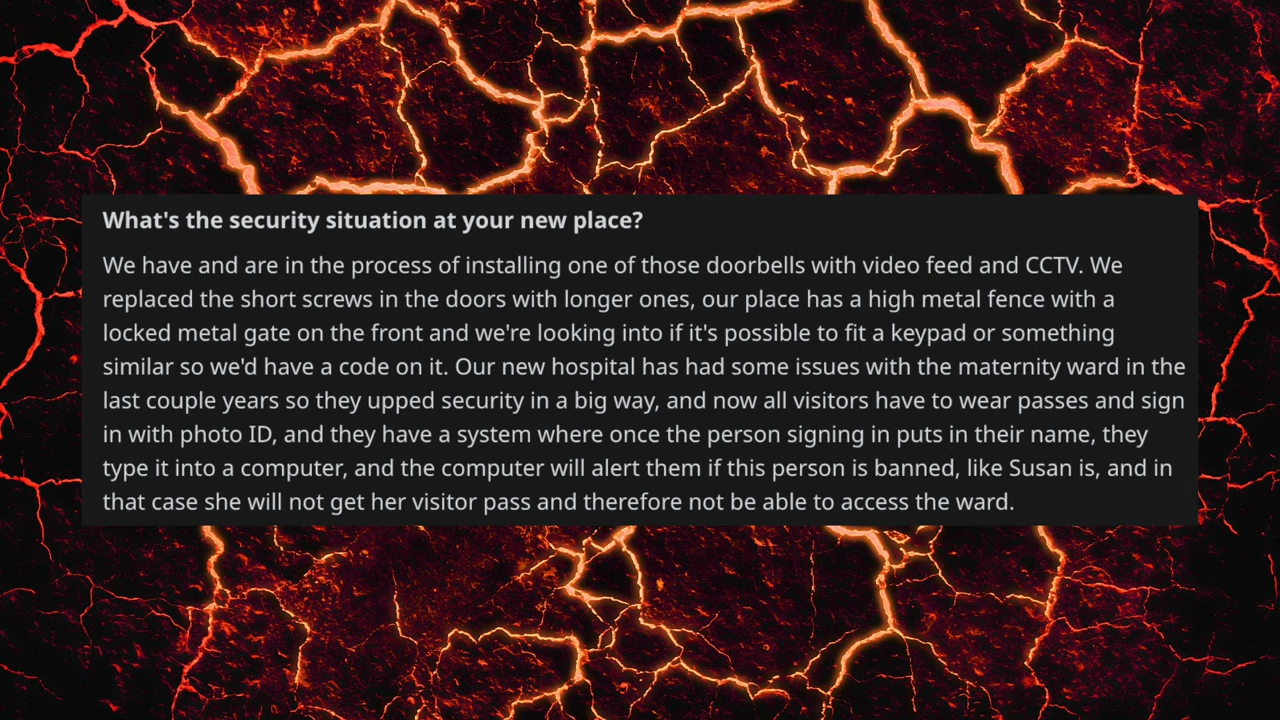 What's the security situation at your new place?
We have and are in the process of installing one of those doorbells with video feed and CCTV. We
replaced the short screws in the doors with longer ones, our place has a high metal fence with a
locked metal gate on the front and we're looking into if it's possible to fit a keypad or something
similar so we'd have a code on it. Our new hospital has had some issues with the maternity ward in the
last couple years so they upped security in a big way, and now all visitors have to wear passes and sign
in with photo ID, and they have a system where once the person signing in puts in their name, they
type it into a computer, and the computer will alert them if this person is banned, like Susan is, and in
that case she will not get her visitor pass and therefore not be able to access the ward.